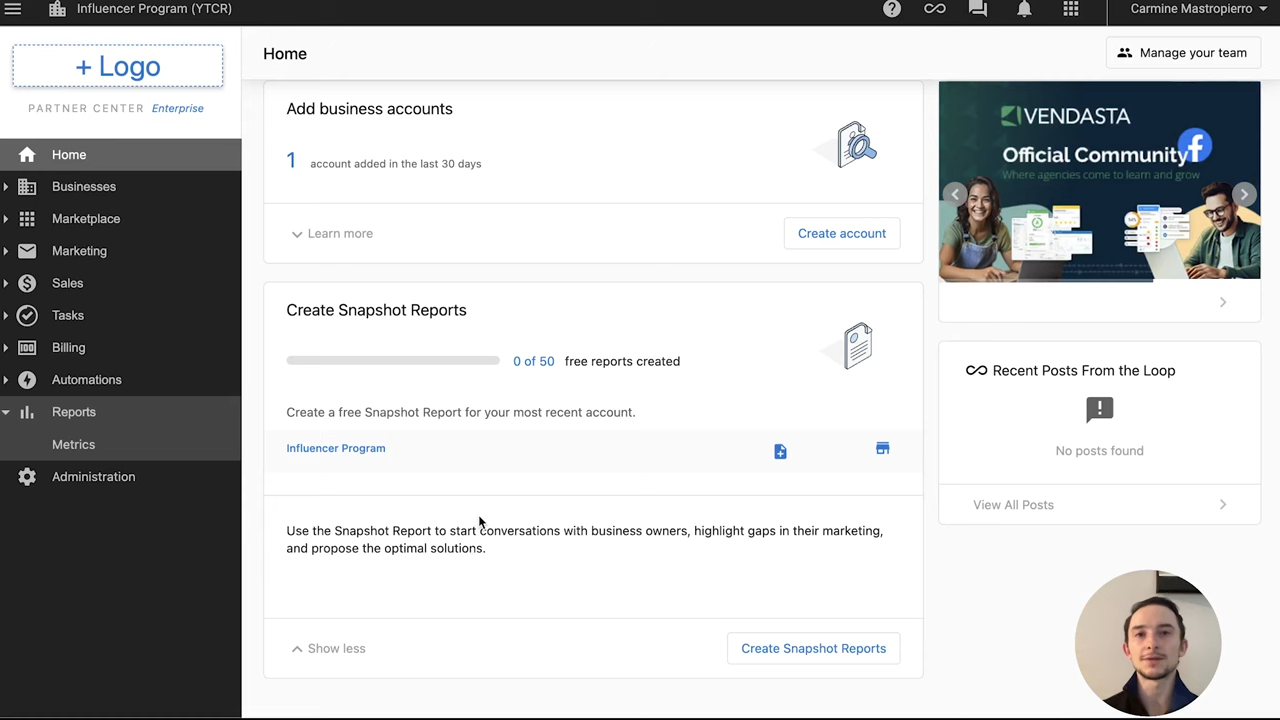 Influencer Program (YTCR)
Carmine Mastropierro
+ Logo
PARTNER CENTER Enterprise
Home
Businesses
Marketplace
Marketing
Sales
Tasks
Billing
Automations
Reports
Metrics
Administration
Home
Manage your team
Add business accounts
1 account added in the last 30 days
Learn more
Create account
Create Snapshot Reports
0 of 50 free reports created
Create a free Snapshot Report for your most recent account.
Influencer Program
Use the Snapshot Report to start conversations with business owners, highlight gaps in their marketing,
and propose the optimal solutions.
Show less
Create Snapshot Reports
VENDASTA
Official Community
Where agencies come to learn and grow
Recent Posts From the Loop
No posts found
View All Posts